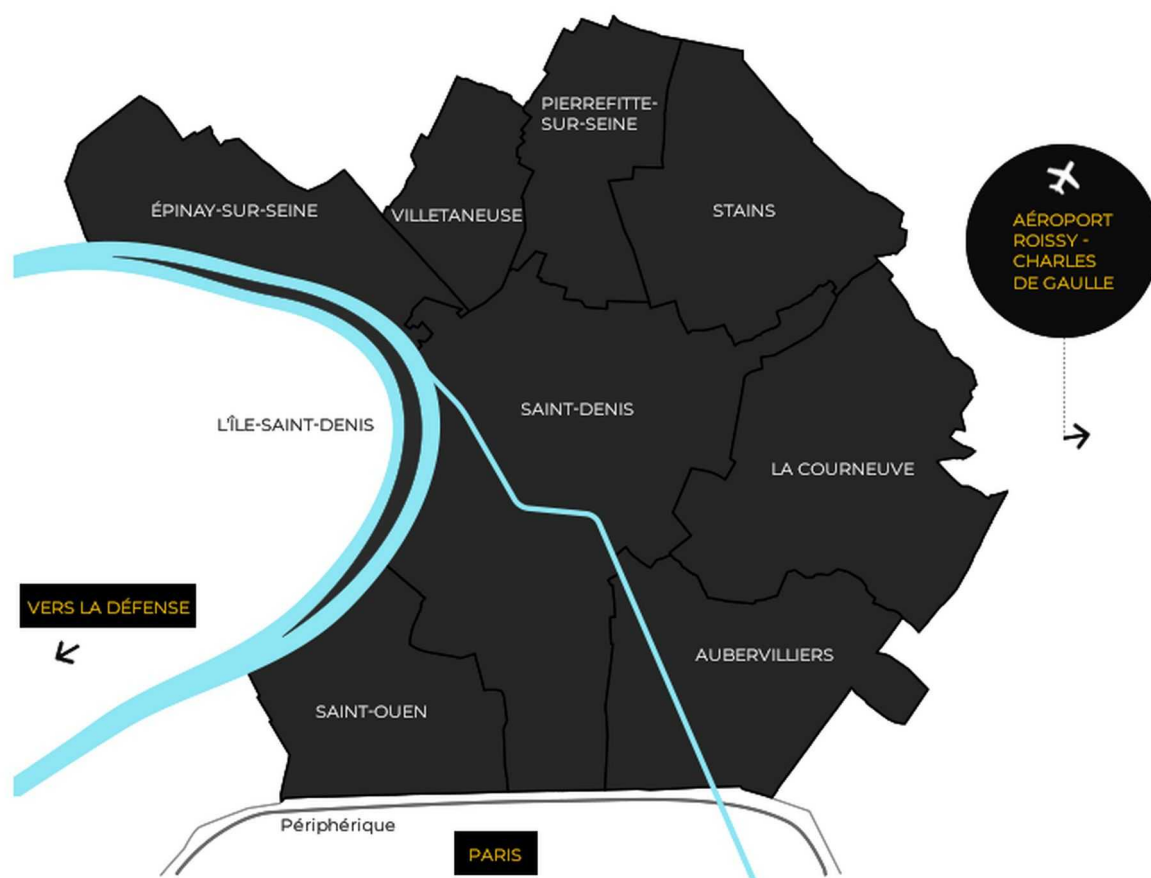 PIERREFITTE-
SUR-SEINE
ÉPINAY-SUR-SEINE
VILLETANEUSE
STAINS
AÉROPORT
ROISSY -
CHARLES
DE GAULLE
L'ÎLE-SAINT-DENIS
SAINT-DENIS
LA COURNEUVE
VERS LA DÉFENSE
AUBERVILLIERS
SAINT-OUEN
Périphérique
PARIS